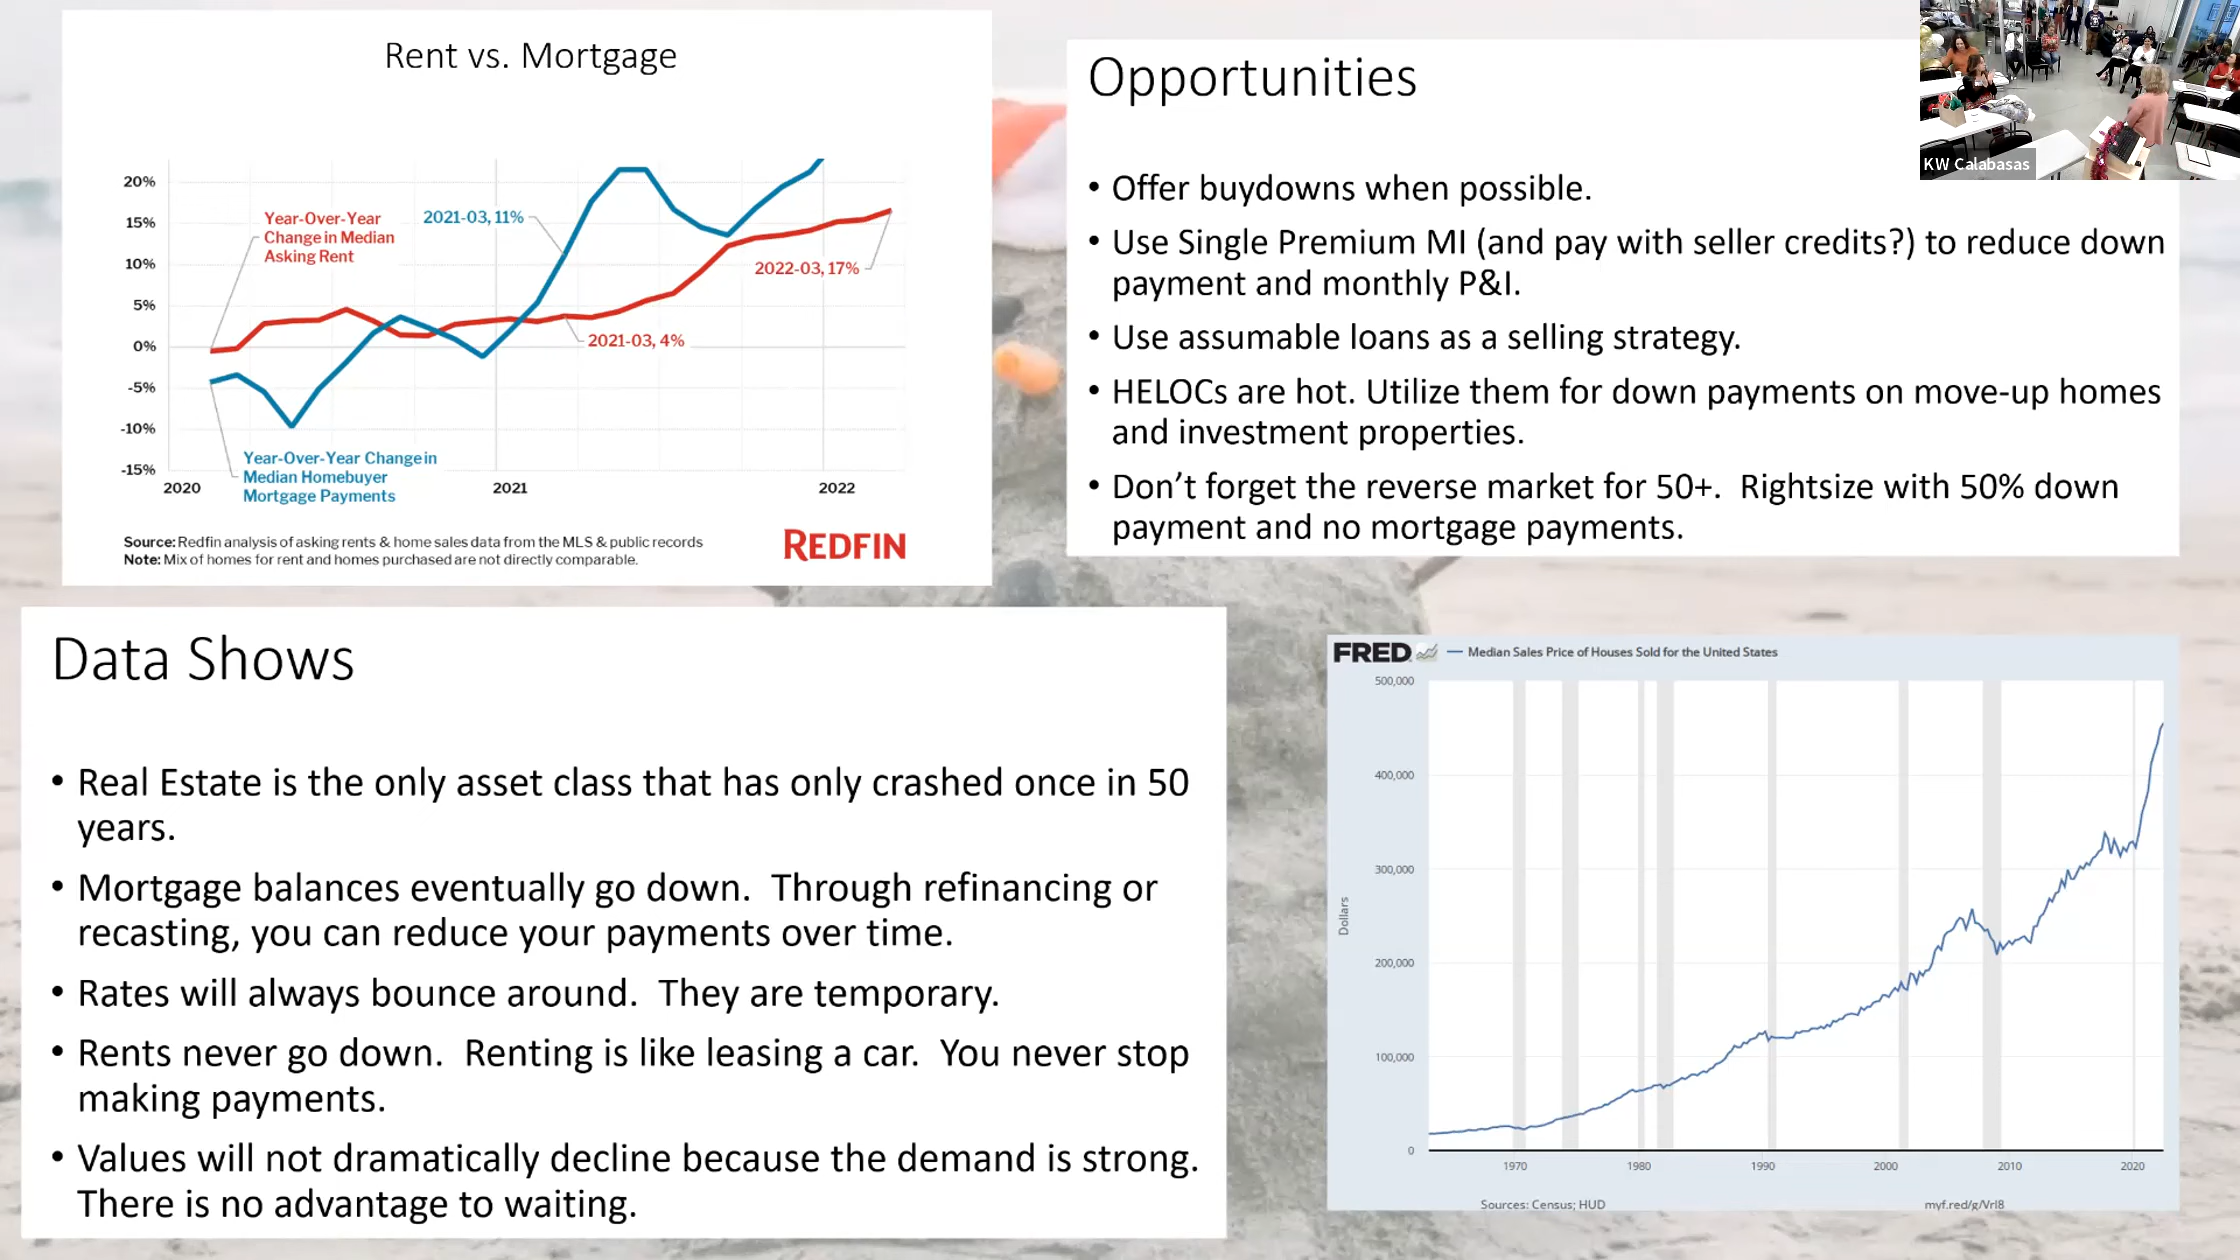 Rent vs. Mortgage
20%
15%
10%
5%
0%
-5%
-10%
-15%
Year-Over-Year
Change in Median
Asking Rent
2021-03, 11%
2022-03, 17%
2021-03, 4%
Year-Over-Year Change in
Median Homebuyer
Mortgage Payments
2020
2021
2022
Source: Redfin analysis of asking rents & home sales data from the MLS & public records
Note: Mix of homes for rent and homes purchased are not directly comparable.
REDFIN
Opportunities
• Offer buydowns when possible.
• Use Single Premium MI (and pay with seller credits?) to reduce down
payment and monthly P&I.
• Use assumable loans as a selling strategy.
• HELOCs are hot. Utilize them for down payments on move-up homes
and investment properties.
• Don’t forget the reverse market for 50+.  Rightsize with 50% down
payment and no mortgage payments.
KW Calabasas
Data Shows
• Real Estate is the only asset class that has only crashed once in 50
years.
• Mortgage balances eventually go down.  Through refinancing or
recasting, you can reduce your payments over time.
• Rates will always bounce around.  They are temporary.
• Rents never go down.  Renting is like leasing a car.  You never stop
making payments.
• Values will not dramatically decline because the demand is strong.
There is no advantage to waiting.
FRED
Median Sales Price of Houses Sold for the United States
500,000
400,000
300,000
200,000
100,000
0
Dollars
1970
1980
1990
2000
2010
2020
Sources: Census; HUD
myf.red/g/Vrl8